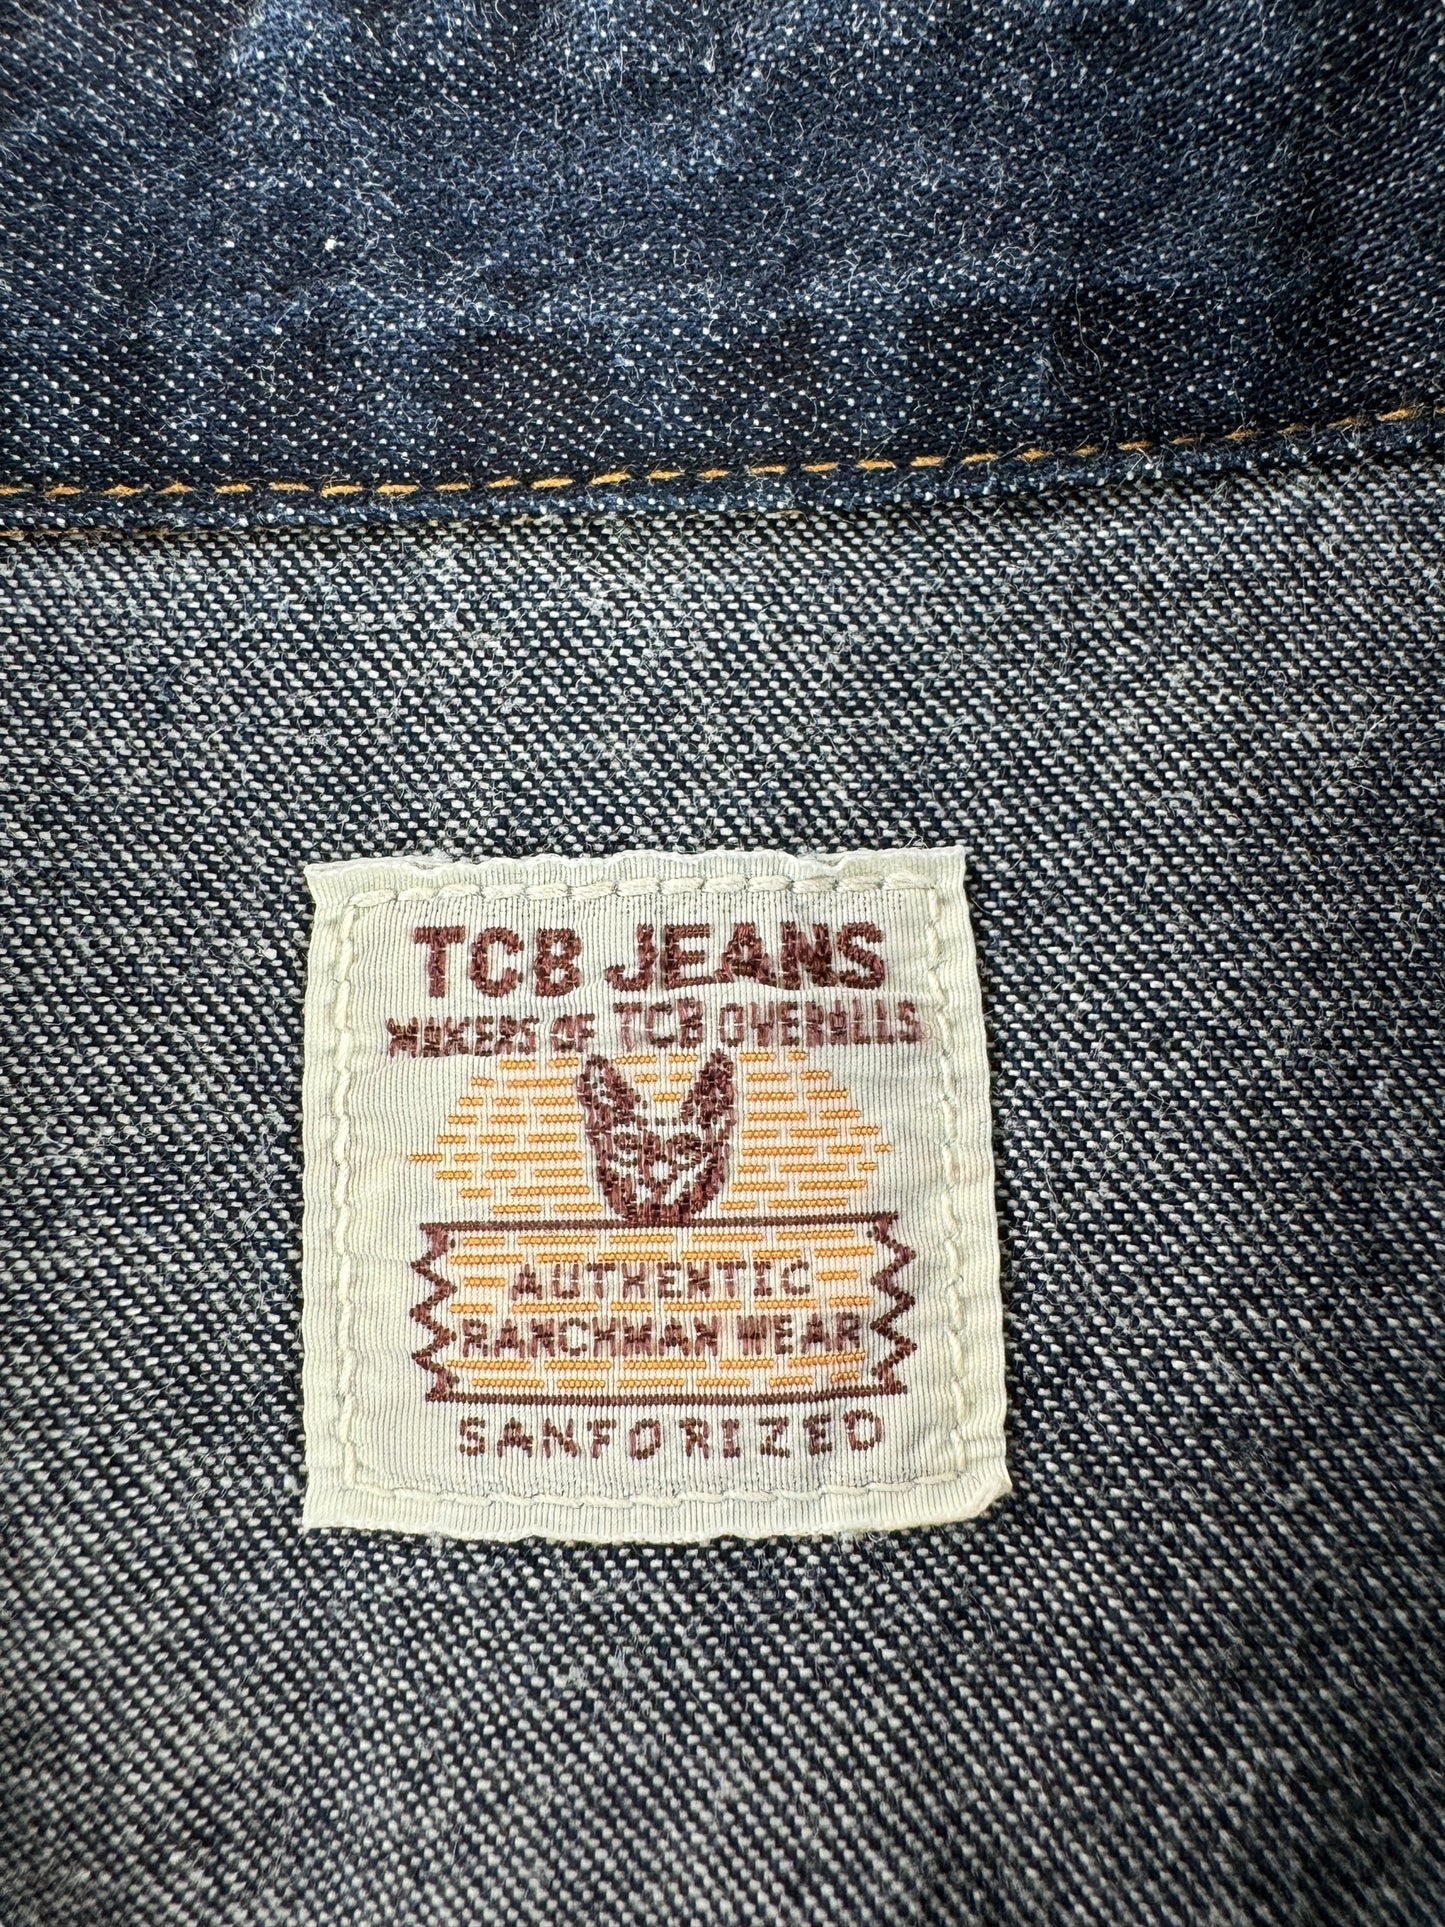 TCB JEANS
MAKERS OF TCB OVERALLS
AUTHENTIC
RANCHMAN WEAR
SANFORIZED